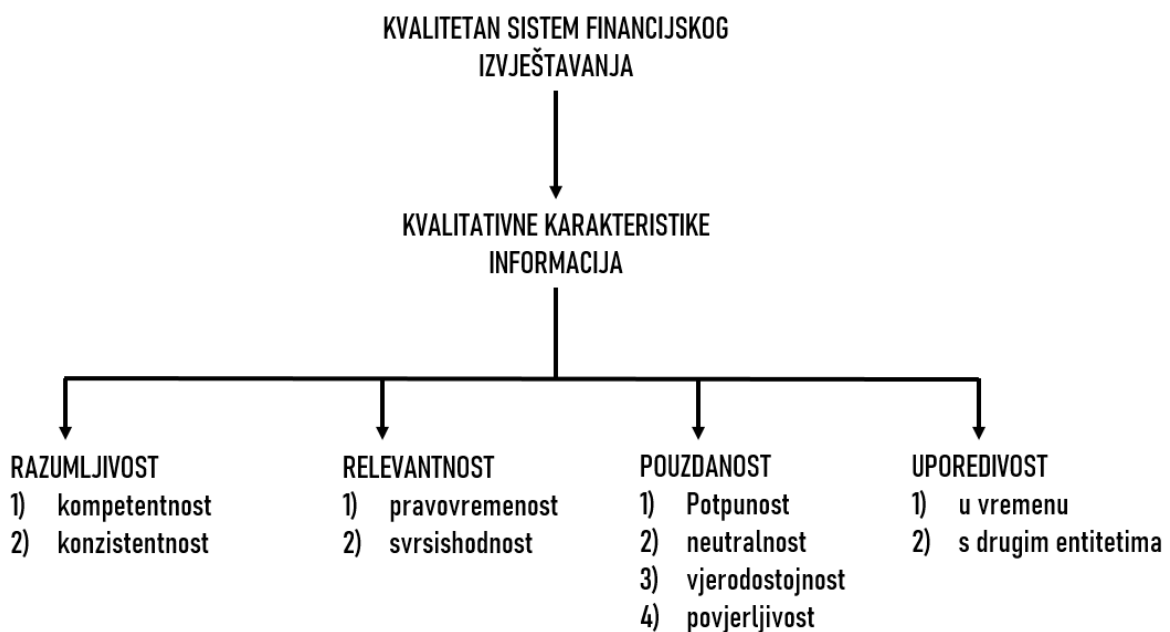 KVALITETAN SISTEM FINANCIJSKOG
IZVJEŠTAVANJA
KVALITATIVNE KARAKTERISTIKE
INFORMACIJA
RAZUMLJIVOST
1) kompetentnost
2) konzistentnost
RELEVANTNOST
1) pravovremenost
2) svrsishodnost
POUZDANOST
1) Potpunost
2) neutralnost
3) vjerodostojnost
4) povjerljivost
UPOREDIVOST
1) u vremenu
2) s drugim entitetima